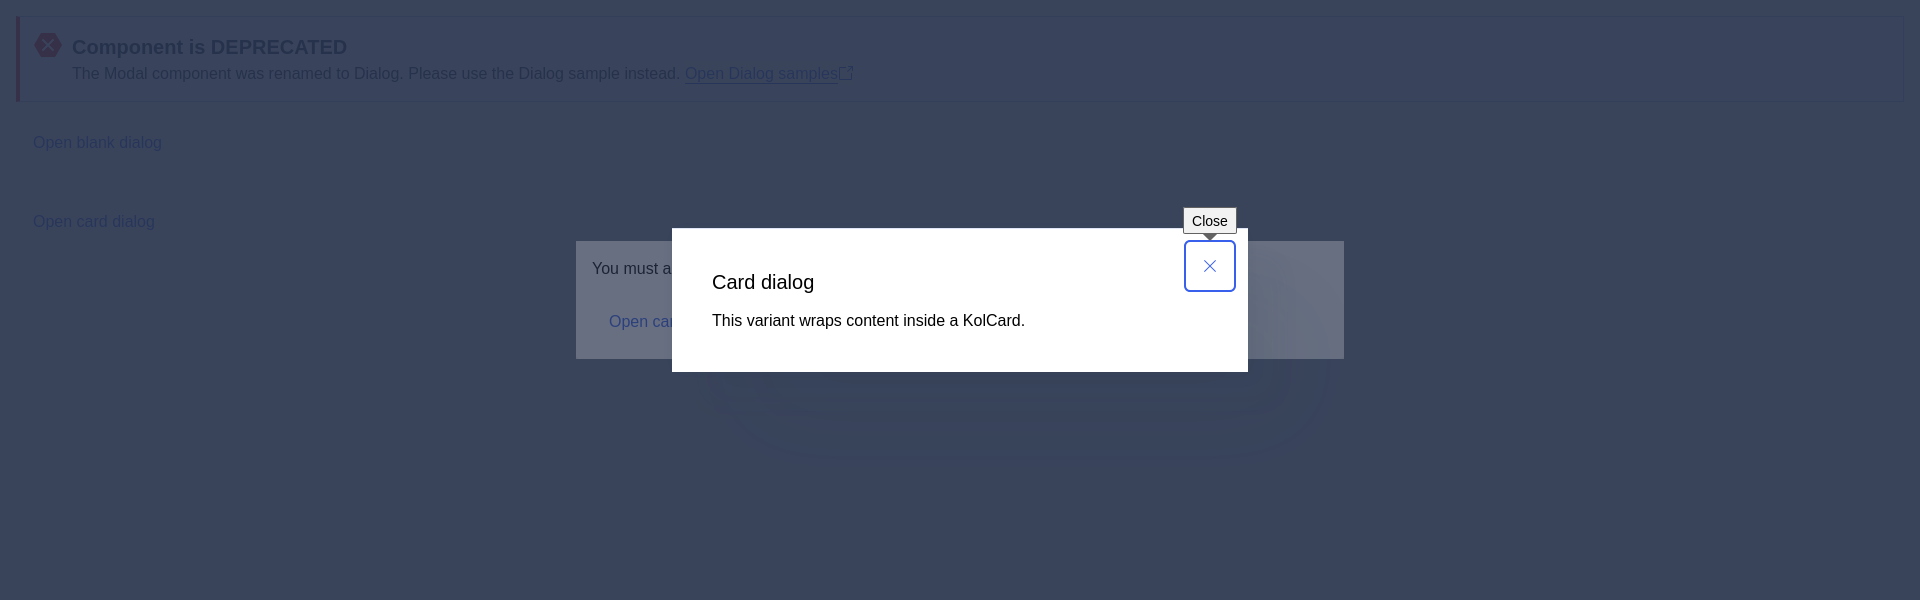 Component is DEPRECATED
The Modal component was renamed to Dialog. Please use the Dialog sample instead. Open Dialog samples
Open blank dialog
Open card dialog
Close
You must a
Card dialog
This variant wraps content inside a KolCard.
Open car